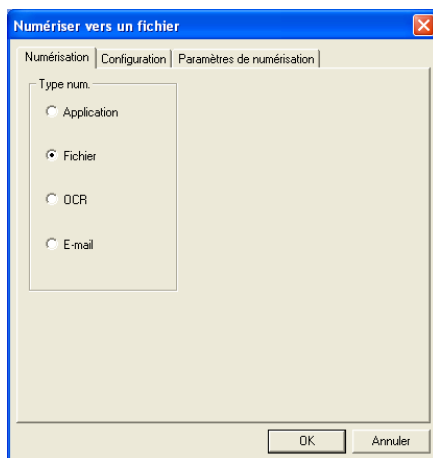 Numériser vers un fichier
Numérisation Configuration Paramètres de numérisation
Type num.
Application
Fichier
OCR
E-mail
OK Annuler